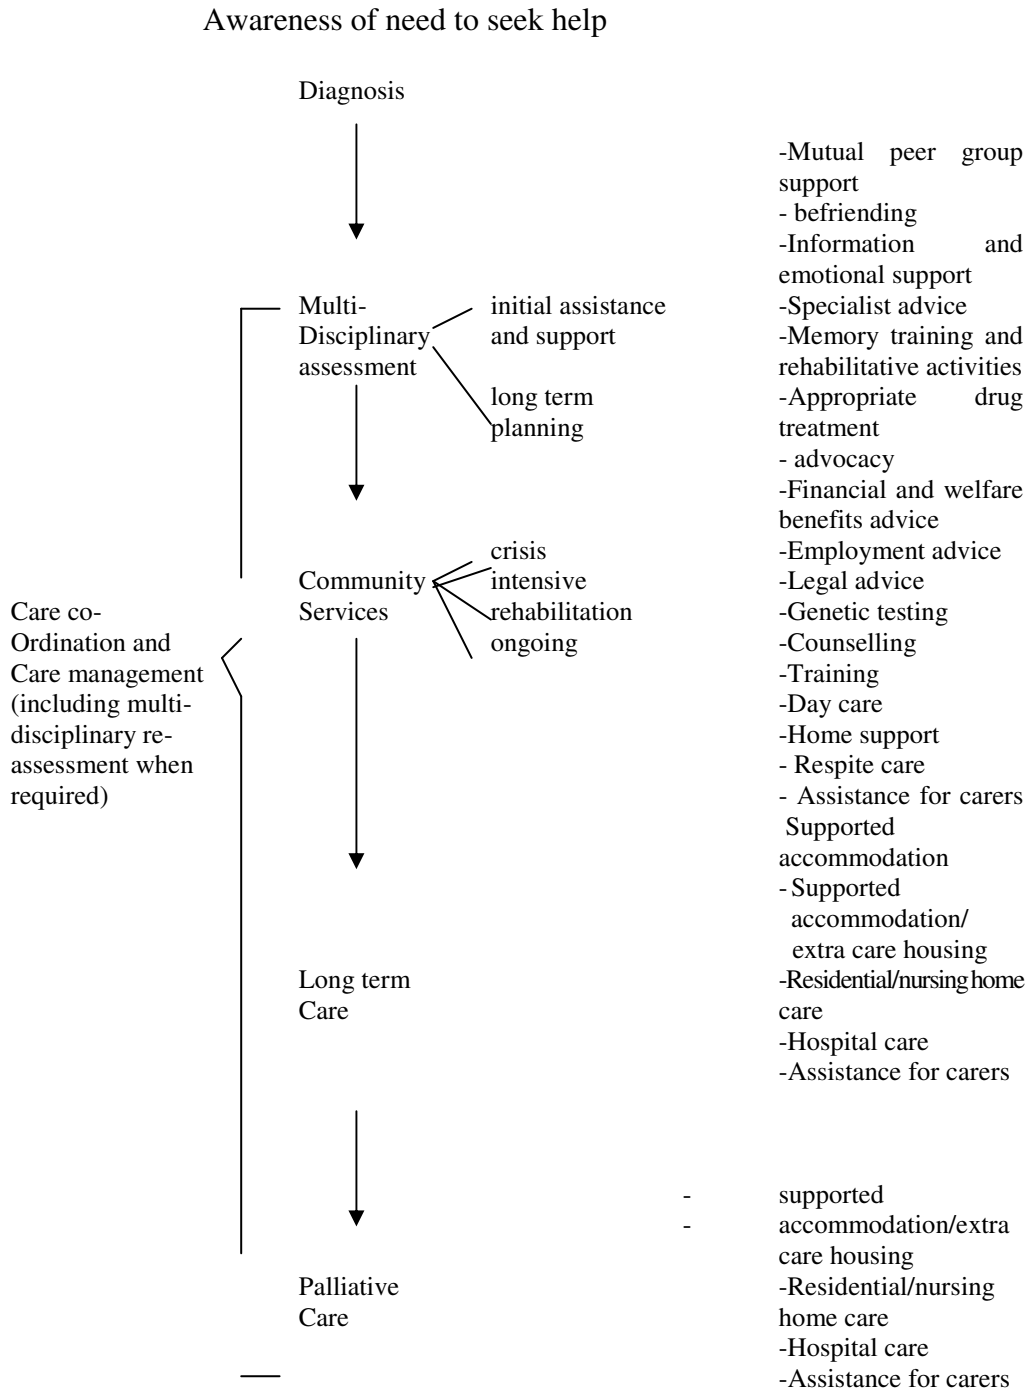 Awareness of need to seek help
Diagnosis
Multi-
Disciplinary
assessment
initial assistance
and support
long term
planning
Community
Services
crisis
intensive
rehabilitation
ongoing
Care co-
Ordination and
Care management
(including multi-
disciplinary re-
assessment when
required)
Long term
Care
Palliative
Care
-Mutual peer group
support
- befriending
-Information and
emotional support
-Specialist advice
-Memory training and
rehabilitative activities
-Appropriate drug
treatment
- advocacy
-Financial and welfare
benefits advice
-Employment advice
-Legal advice
-Genetic testing
-Counselling
-Training
-Day care
-Home support
- Respite care
- Assistance for carers
Supported
accommodation
- Supported
accommodation/
extra care housing
-Residential/nursing home
care
-Hospital care
-Assistance for carers
- supported
- accommodation/extra
care housing
-Residential/nursing
home care
-Hospital care
-Assistance for carers